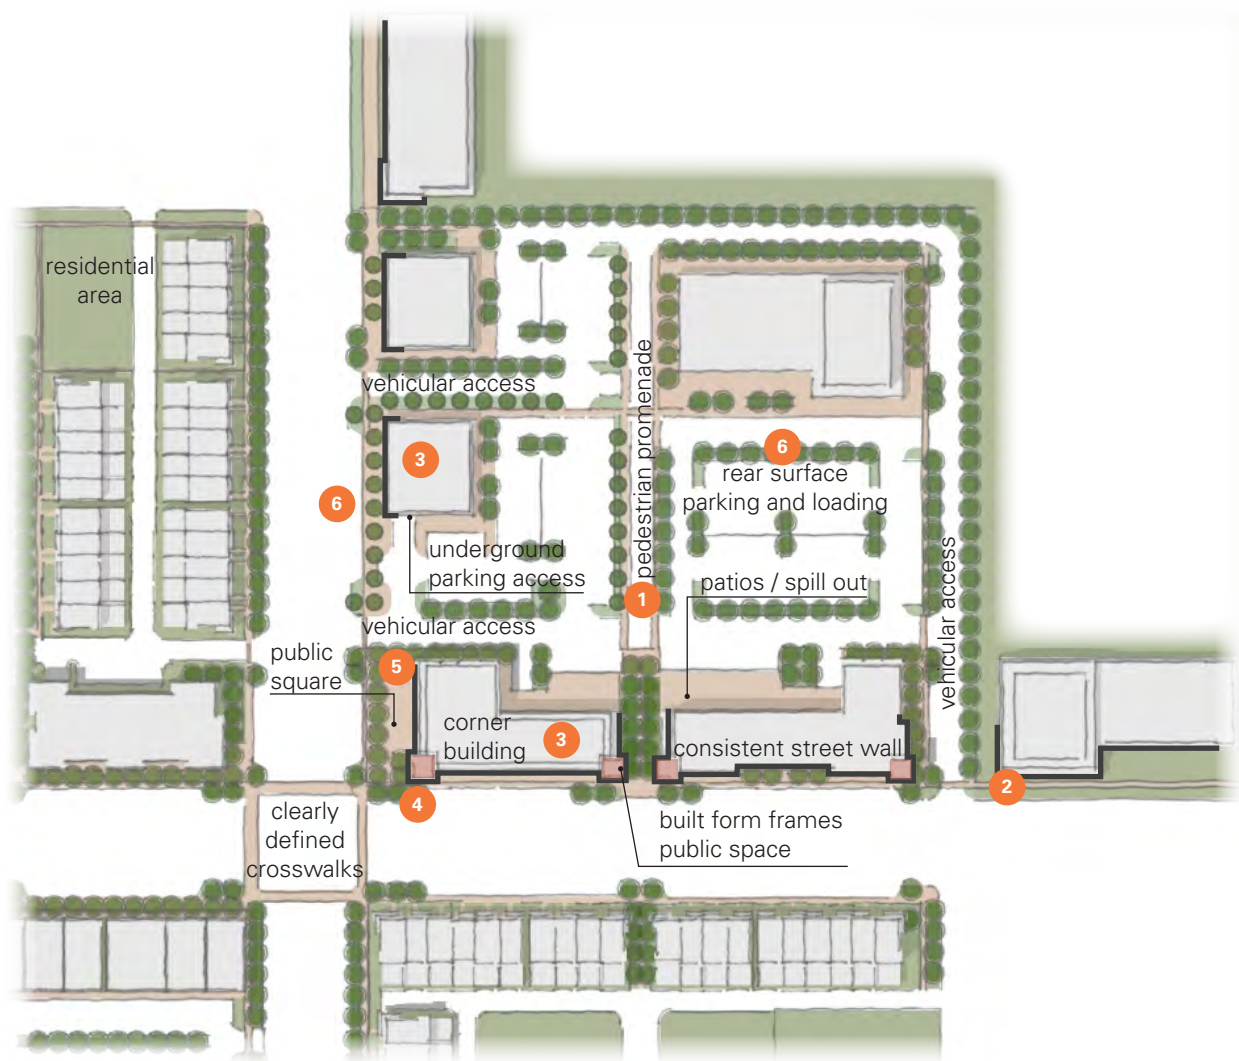 residential
area
vehicular access
pedestrian promenade
3
6
rear surface
parking and loading
6
underground
parking access
1
patios / spill out
vehicular access
vehicular access
public
square
5
corner
building
3
consistent street wall
4
2
clearly
defined
crosswalks
built form frames
public space